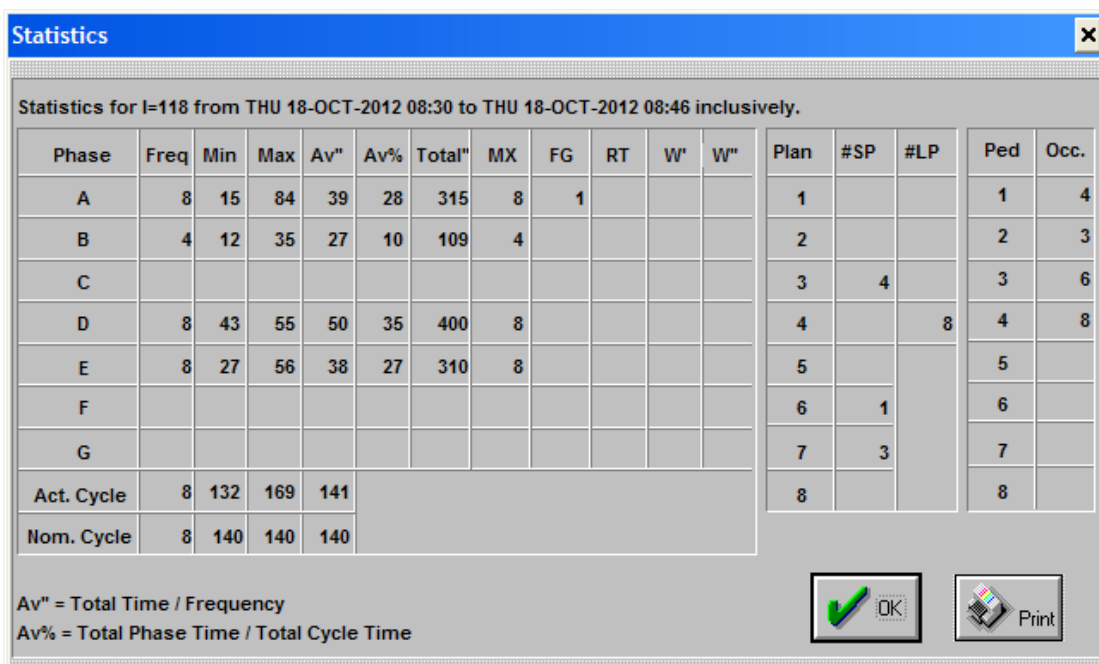 Statistics
Statistics for I=118 from THU 18-OCT-2012 08:30 to THU 18-OCT-2012 08:46 inclusively.
Phase Freq Min Max Av" Av% Total" MX FG RT W' W" Plan #SP #LP Ped Occ.
A 8 15 84 39 28 315 8 1 1 1 4
B 4 12 35 27 10 109 4 2 2 3
C 3 4 3 6
D 8 43 55 50 35 400 8 4 8 4 8
E 8 27 56 38 27 310 8 5 5
F 6 1 6
G 7 3 7
Act. Cycle 8 132 169 141 8 8
Nom. Cycle 8 140 140 140
Av" = Total Time / Frequency
Av% = Total Phase Time / Total Cycle Time
OK
Print